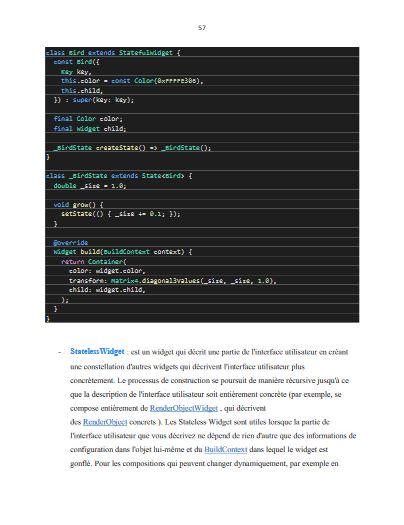 57
class Bird extends StatefulWidget {
const Bird({
Key key,
this.color = const Color(0xFFFFE306),
this.child,
}) : super(key: key);
final Color color;
final Widget child;
_BirdState createState() => _BirdState();
}
class _BirdState extends State<Bird> {
double _size = 1.0;
void grow() {
setState(() { _size += 0.1; });
}
@override
Widget build(BuildContext context) {
return Container(
color: widget.color,
transform: Matrix4.diagonal3Values(_size, _size, 1.0),
child: widget.child,
);
}
}
- StatelessWidget : est un widget qui décrit une partie de l'interface utilisateur en créant
une constellation d'autres widgets qui décrivent l'interface utilisateur plus
concrètement. Le processus de construction se poursuit de manière récursive jusqu'à ce
que la description de l'interface utilisateur soit entièrement concrète (par exemple, se
compose entièrement de RenderObjectWidget , qui décrivent
des RenderObject concrets ). Les Stateless Widget sont utiles lorsque la partie de
l'interface utilisateur que vous décrivez ne dépend de rien d'autre que des informations de
configuration dans l'objet lui-même et du BuildContext dans lequel le widget est
gonflé. Pour les compositions qui peuvent changer dynamiquement, par exemple en